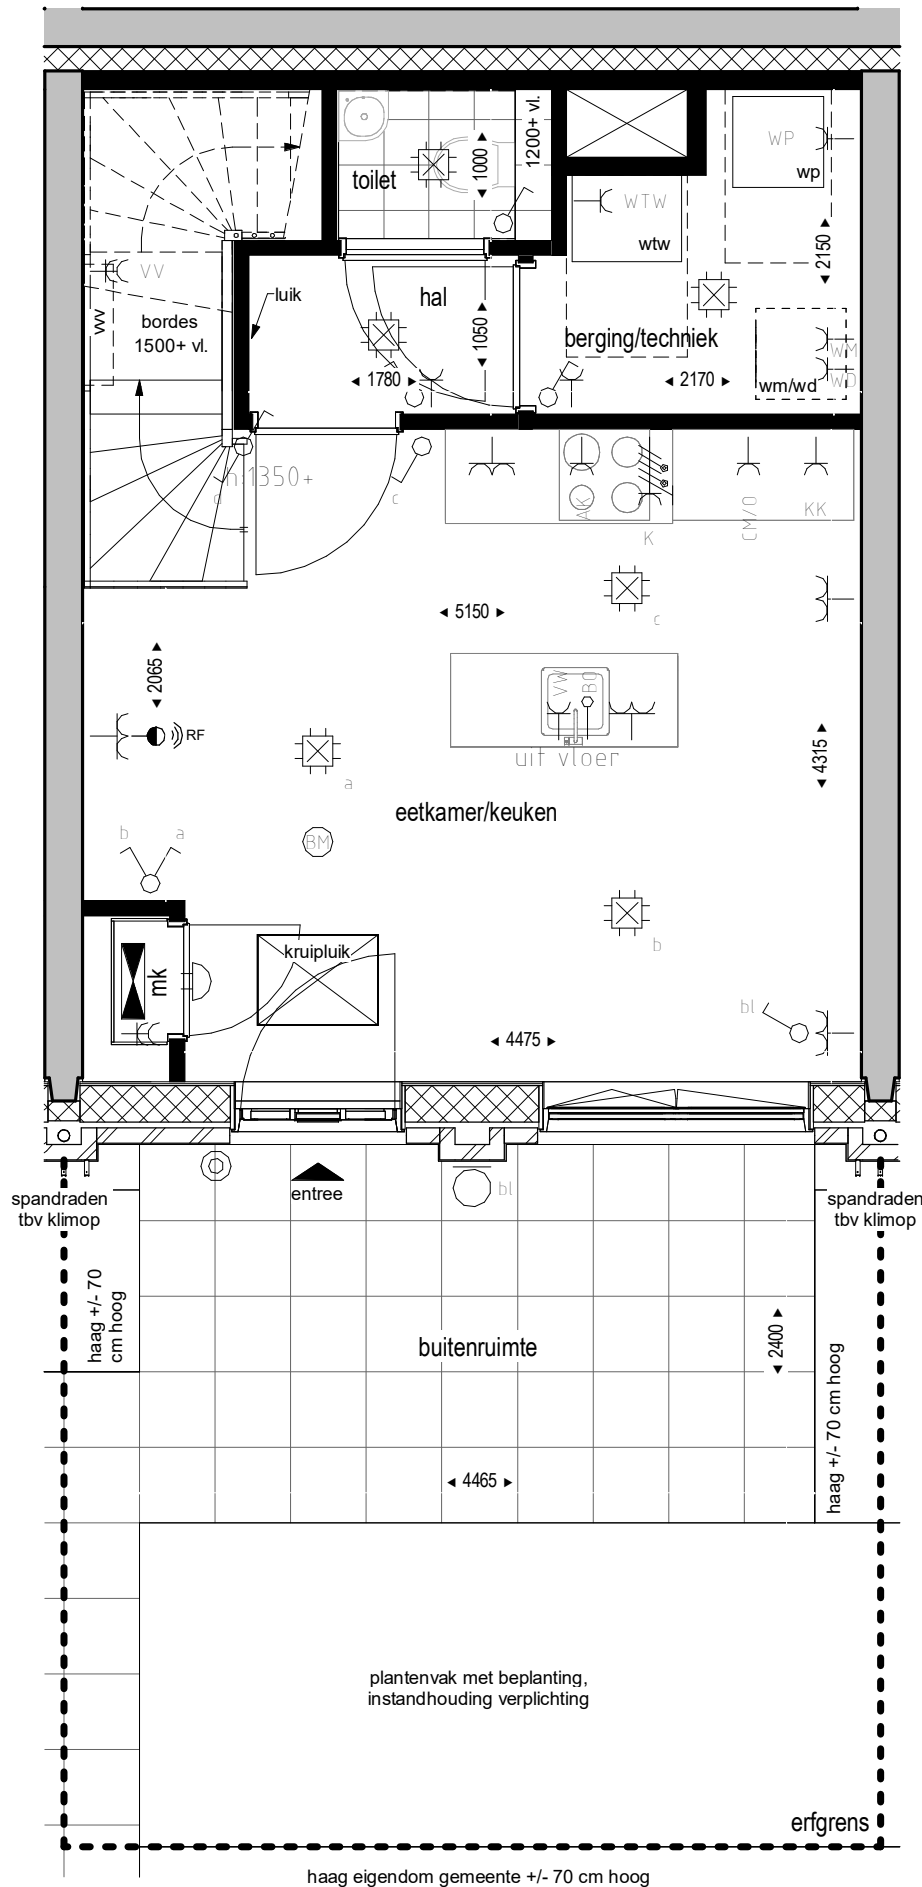 1200+ vl.
toilet
1000
WP
wp
WTW
wtw
2150
VV
vv
luik
hal
bordes
1500+ vl.
1050
berging/techniek
1780
2170
WM
WD
wm/wd
h:1350+
c
AK
K
CM/O
KK
5150
c
2065
RF
VW
BO
uit vloer
4315
a
eetkamer/keuken
b
a
BM
b
kruipluik
mk
bl
4475
entree
bl
spandraden
tbv klimop
spandraden
tbv klimop
haag +/- 70
cm hoog
buitenruimte
2400
haag +/- 70 cm hoog
4465
plantenvak met beplanting,
instandhouding verplichting
erfgrens
haag eigendom gemeente +/- 70 cm hoog